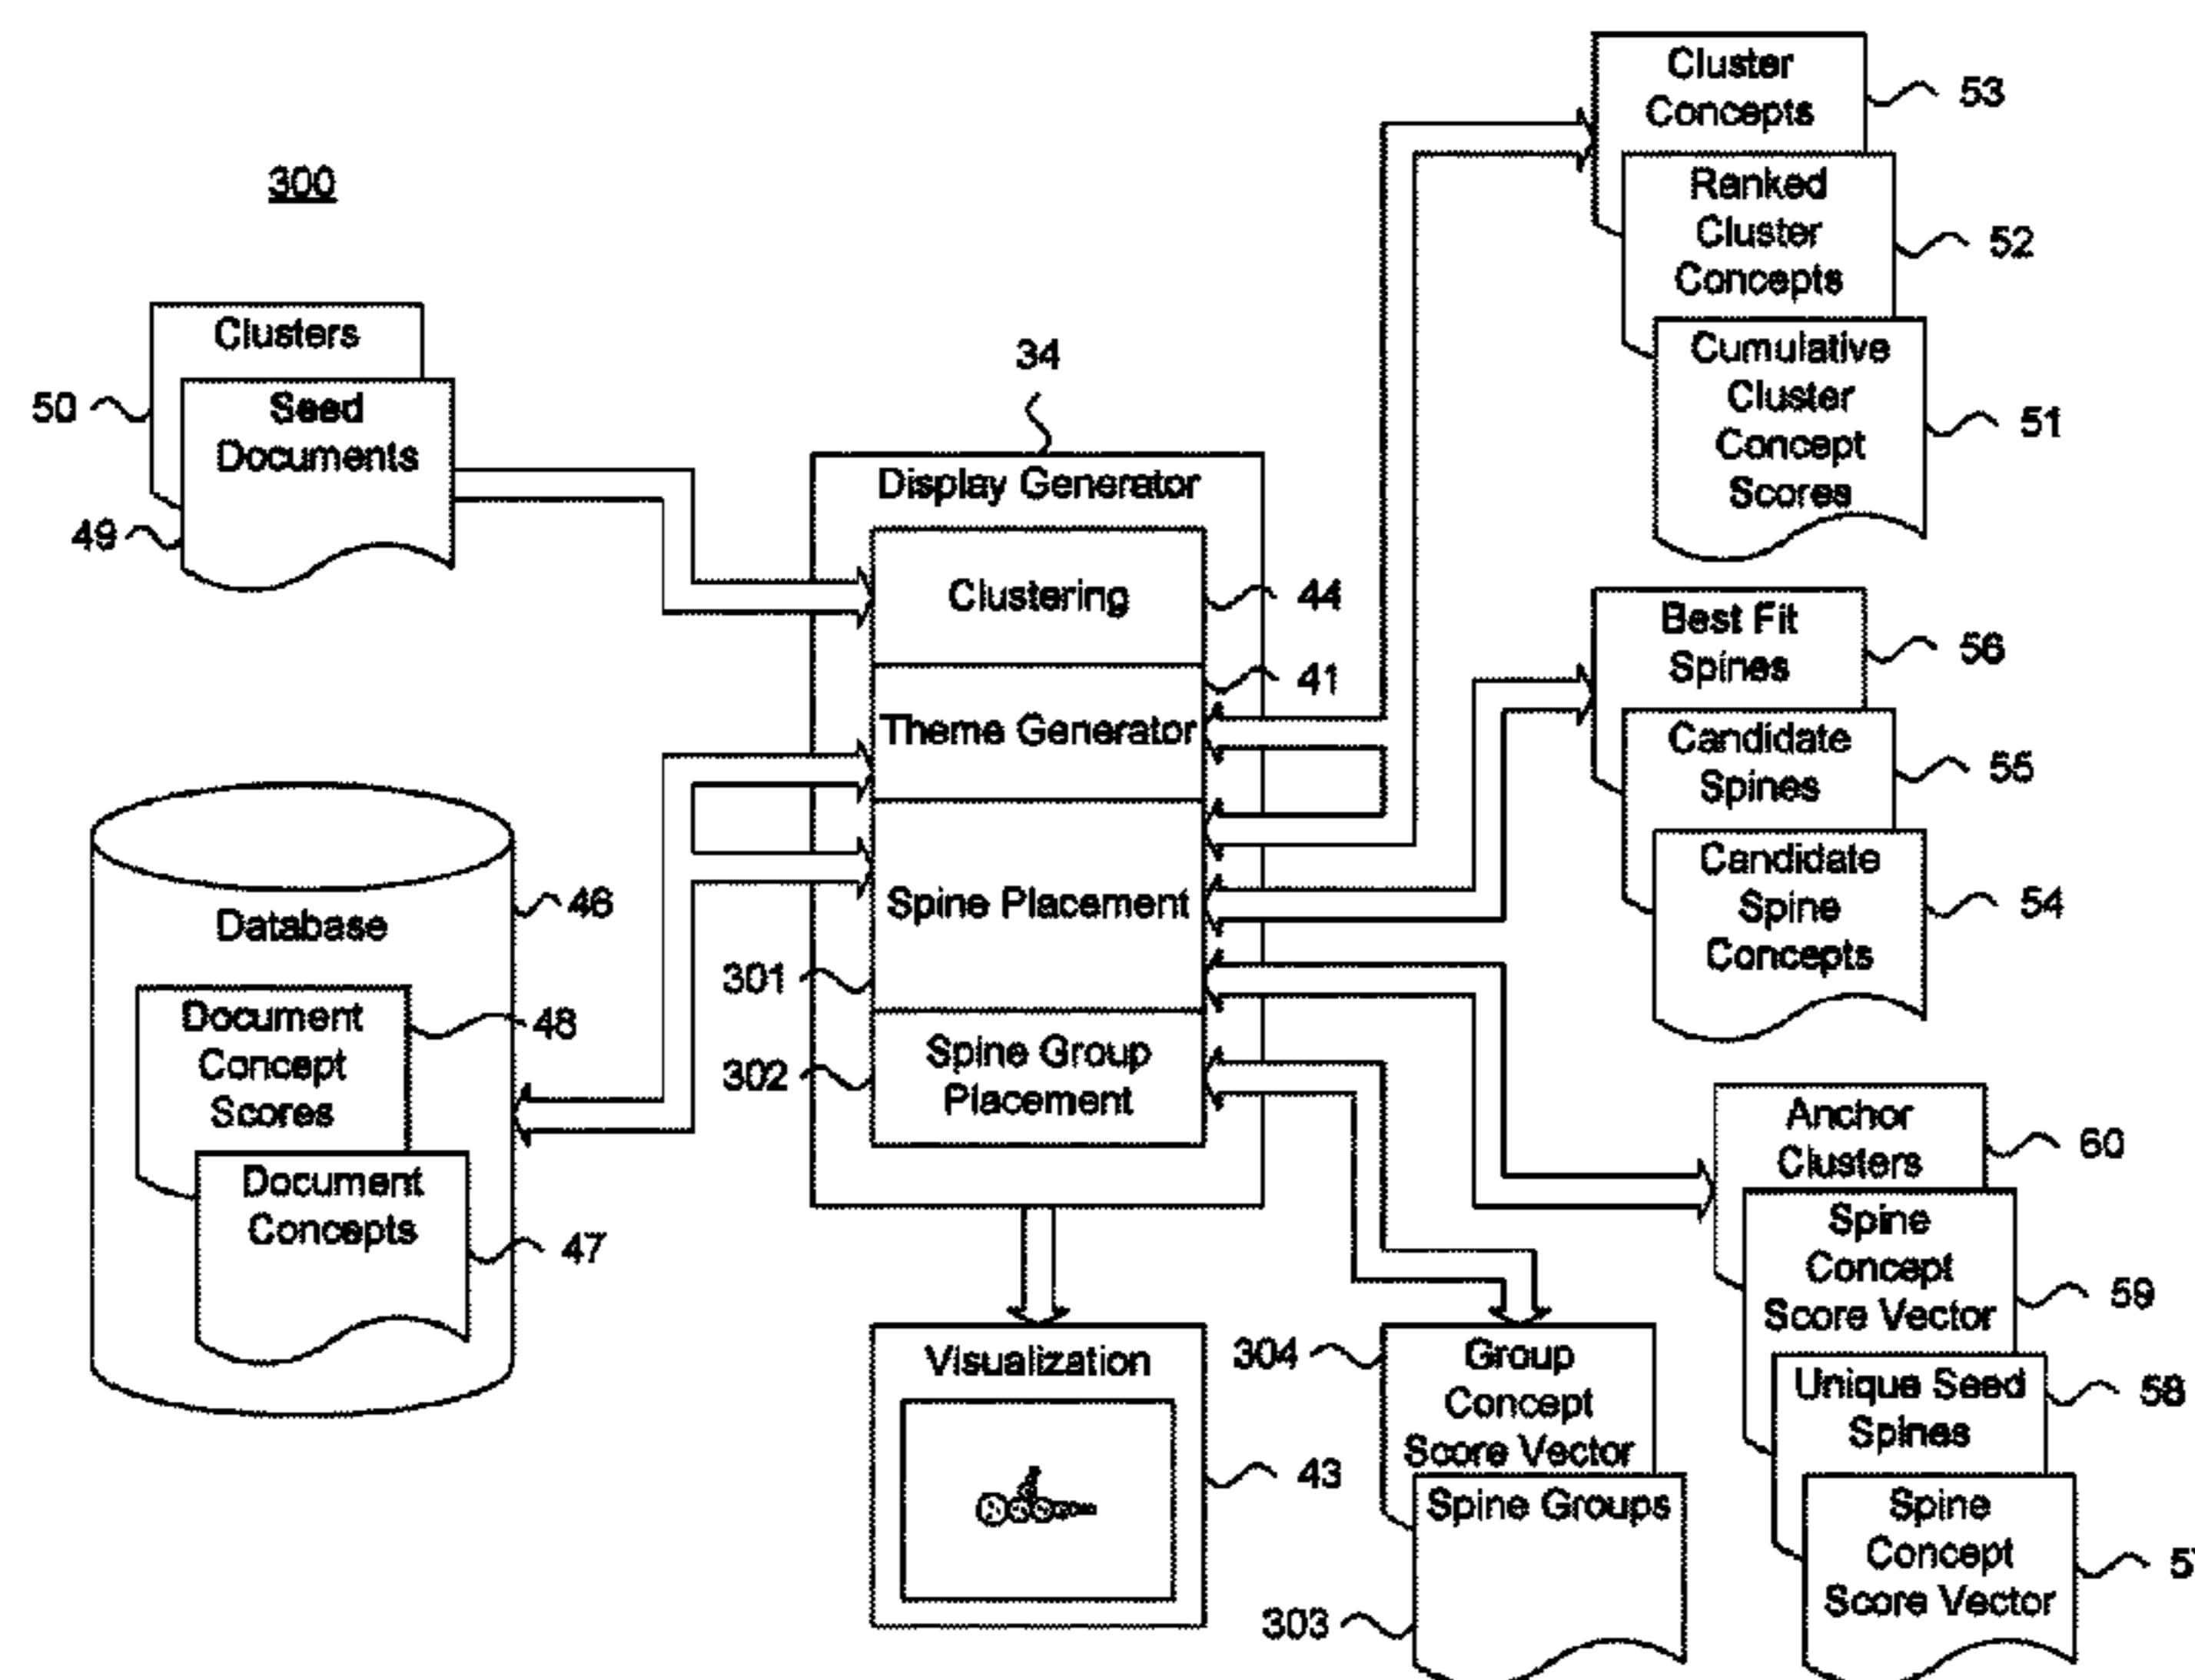 300
Clusters
50
Seed
Documents
49
34
Display Generator
Clustering
44
41
Theme Generator
Spine Placement
301
Spine Group
Placement
302
Database
46
Document
Concept
Scores
48
Document
Concepts
47
Visualization
43
Cluster
Concepts
53
Ranked
Cluster
Concepts
52
Cumulative
Cluster
Concept
Scores
51
Best Fit
Spines
56
Candidate
Spines
55
Candidate
Spine
Concepts
54
Anchor
Clusters
60
Spine
Concept
Score Vector
59
Unique Seed
Spines
58
Spine
Concept
Score Vector
304
Group
Concept
Score Vector
Spine Groups
303